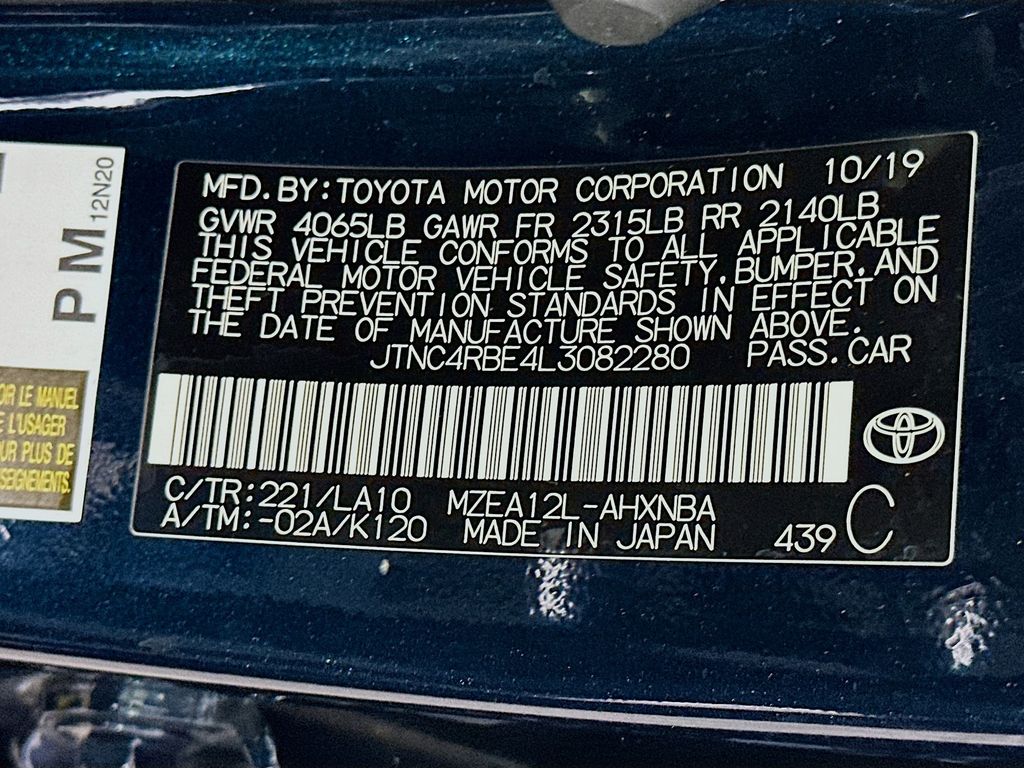 MFD.BY:TOYOTA MOTOR CORPORATION 10/19
GVWR 4065LB GAWR FR 2315LB RR 2140LB
THIS VEHICLE CONFORMS TO ALL APPLICABLE
FEDERAL MOTOR VEHICLE SAFETY,BUMPER,AND
THEFT PREVENTION STANDARDS IN EFFECT ON
THE DATE OF MANUFACTURE SHOWN ABOVE.
JTNC4RBE4L3082280 PASS.CAR
C/TR:221/LA10 MZEA12L-AHXNBA
A/TM:-02A/K120 MADE IN JAPAN 439 C
PM 12N20
OIR LE MANUEL
E L'USAGER
UR PLUS DE
SEIGNEMENTS.